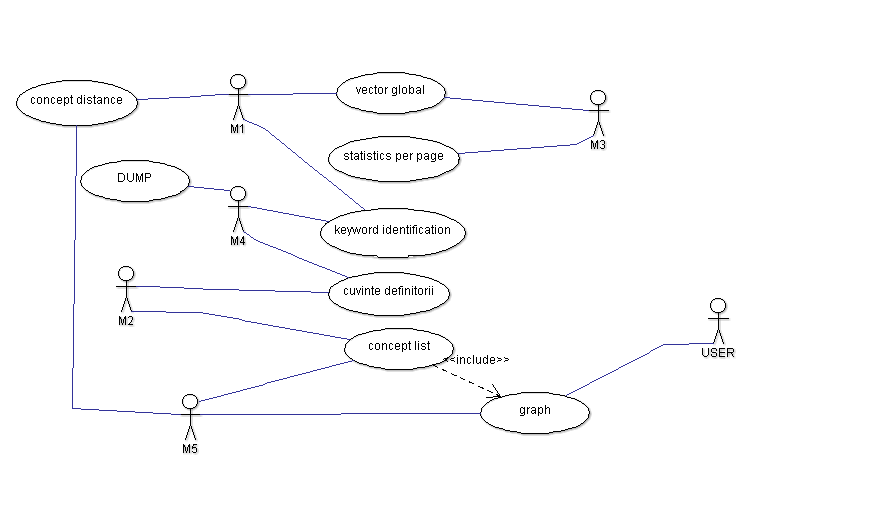 concept distance
vector global
M1
M3
statistics per page
DUMP
M4
keyword identification
M2
cuvinte definitorii
concept list
<<include>>
USER
graph
M5